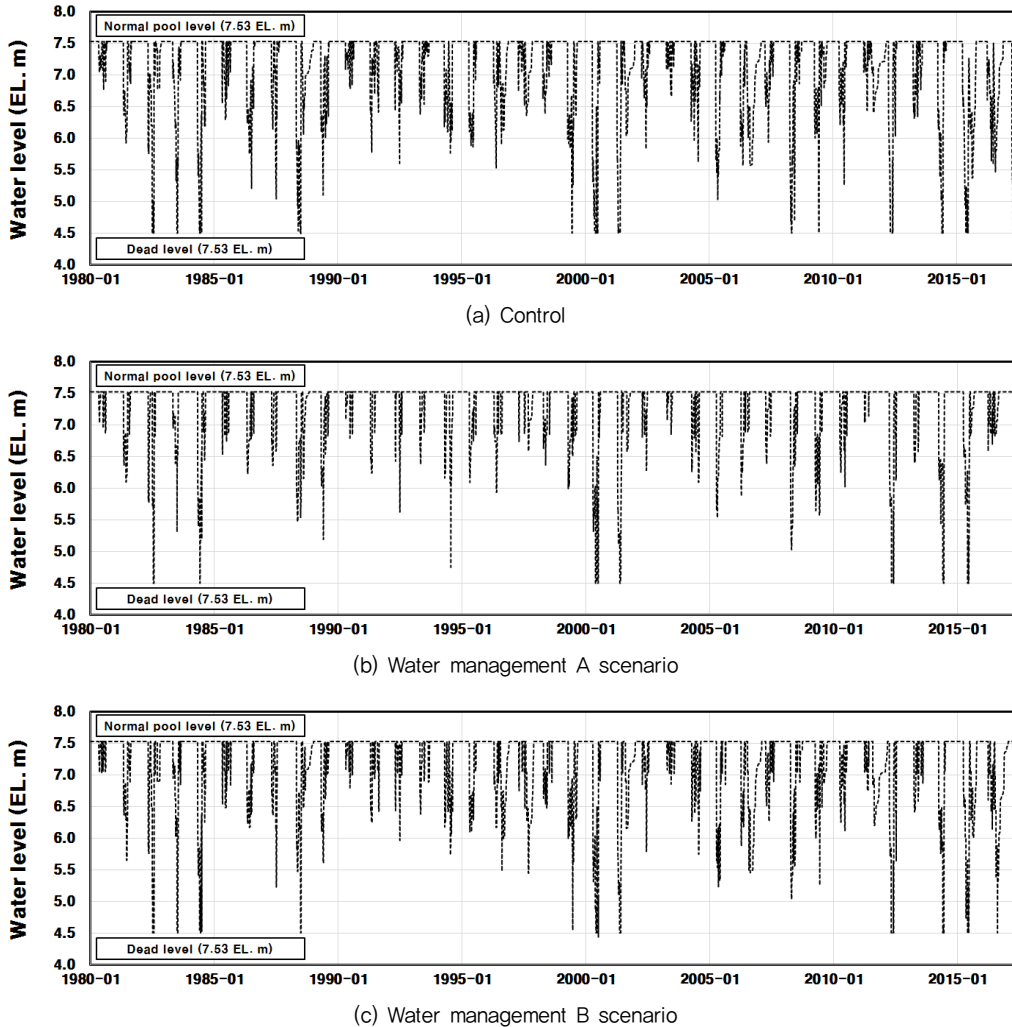 Water level (EL. m)
8.0
7.5
7.0
6.5
6.0
5.5
5.0
4.5
4.0
Normal pool level (7.53 EL. m)
Dead level (7.53 EL. m)
1980-01 1985-01 1990-01 1995-01 2000-01 2005-01 2010-01 2015-01
(a) Control
Water level (EL. m)
8.0
7.5
7.0
6.5
6.0
5.5
5.0
4.5
4.0
Normal pool level (7.53 EL. m)
Dead level (7.53 EL. m)
1980-01 1985-01 1990-01 1995-01 2000-01 2005-01 2010-01 2015-01
(b) Water management A scenario
Water level (EL. m)
8.0
7.5
7.0
6.5
6.0
5.5
5.0
4.5
4.0
Normal pool level (7.53 EL. m)
Dead level (7.53 EL. m)
1980-01 1985-01 1990-01 1995-01 2000-01 2005-01 2010-01 2015-01
(c) Water management B scenario